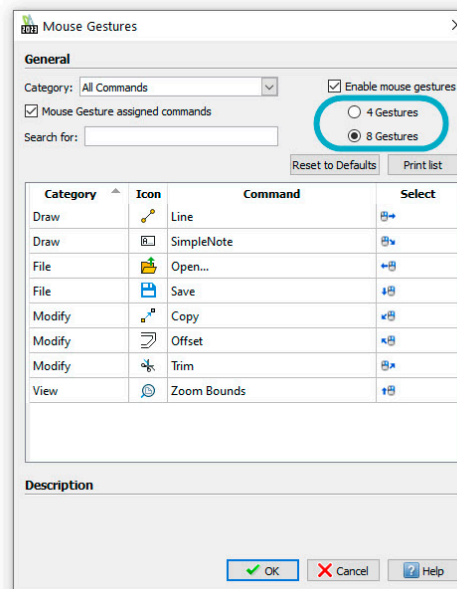 2023 Mouse Gestures
General
Category: All Commands
Enable mouse gestures
Mouse Gesture assigned commands
4 Gestures
Search for:
8 Gestures
Reset to Defaults Print list
Category Icon Command Select
Draw Line
Draw A... SimpleNote
File Open...
File Save
Modify Copy
Modify Offset
Modify Trim
View Zoom Bounds
Description
OK Cancel ? Help